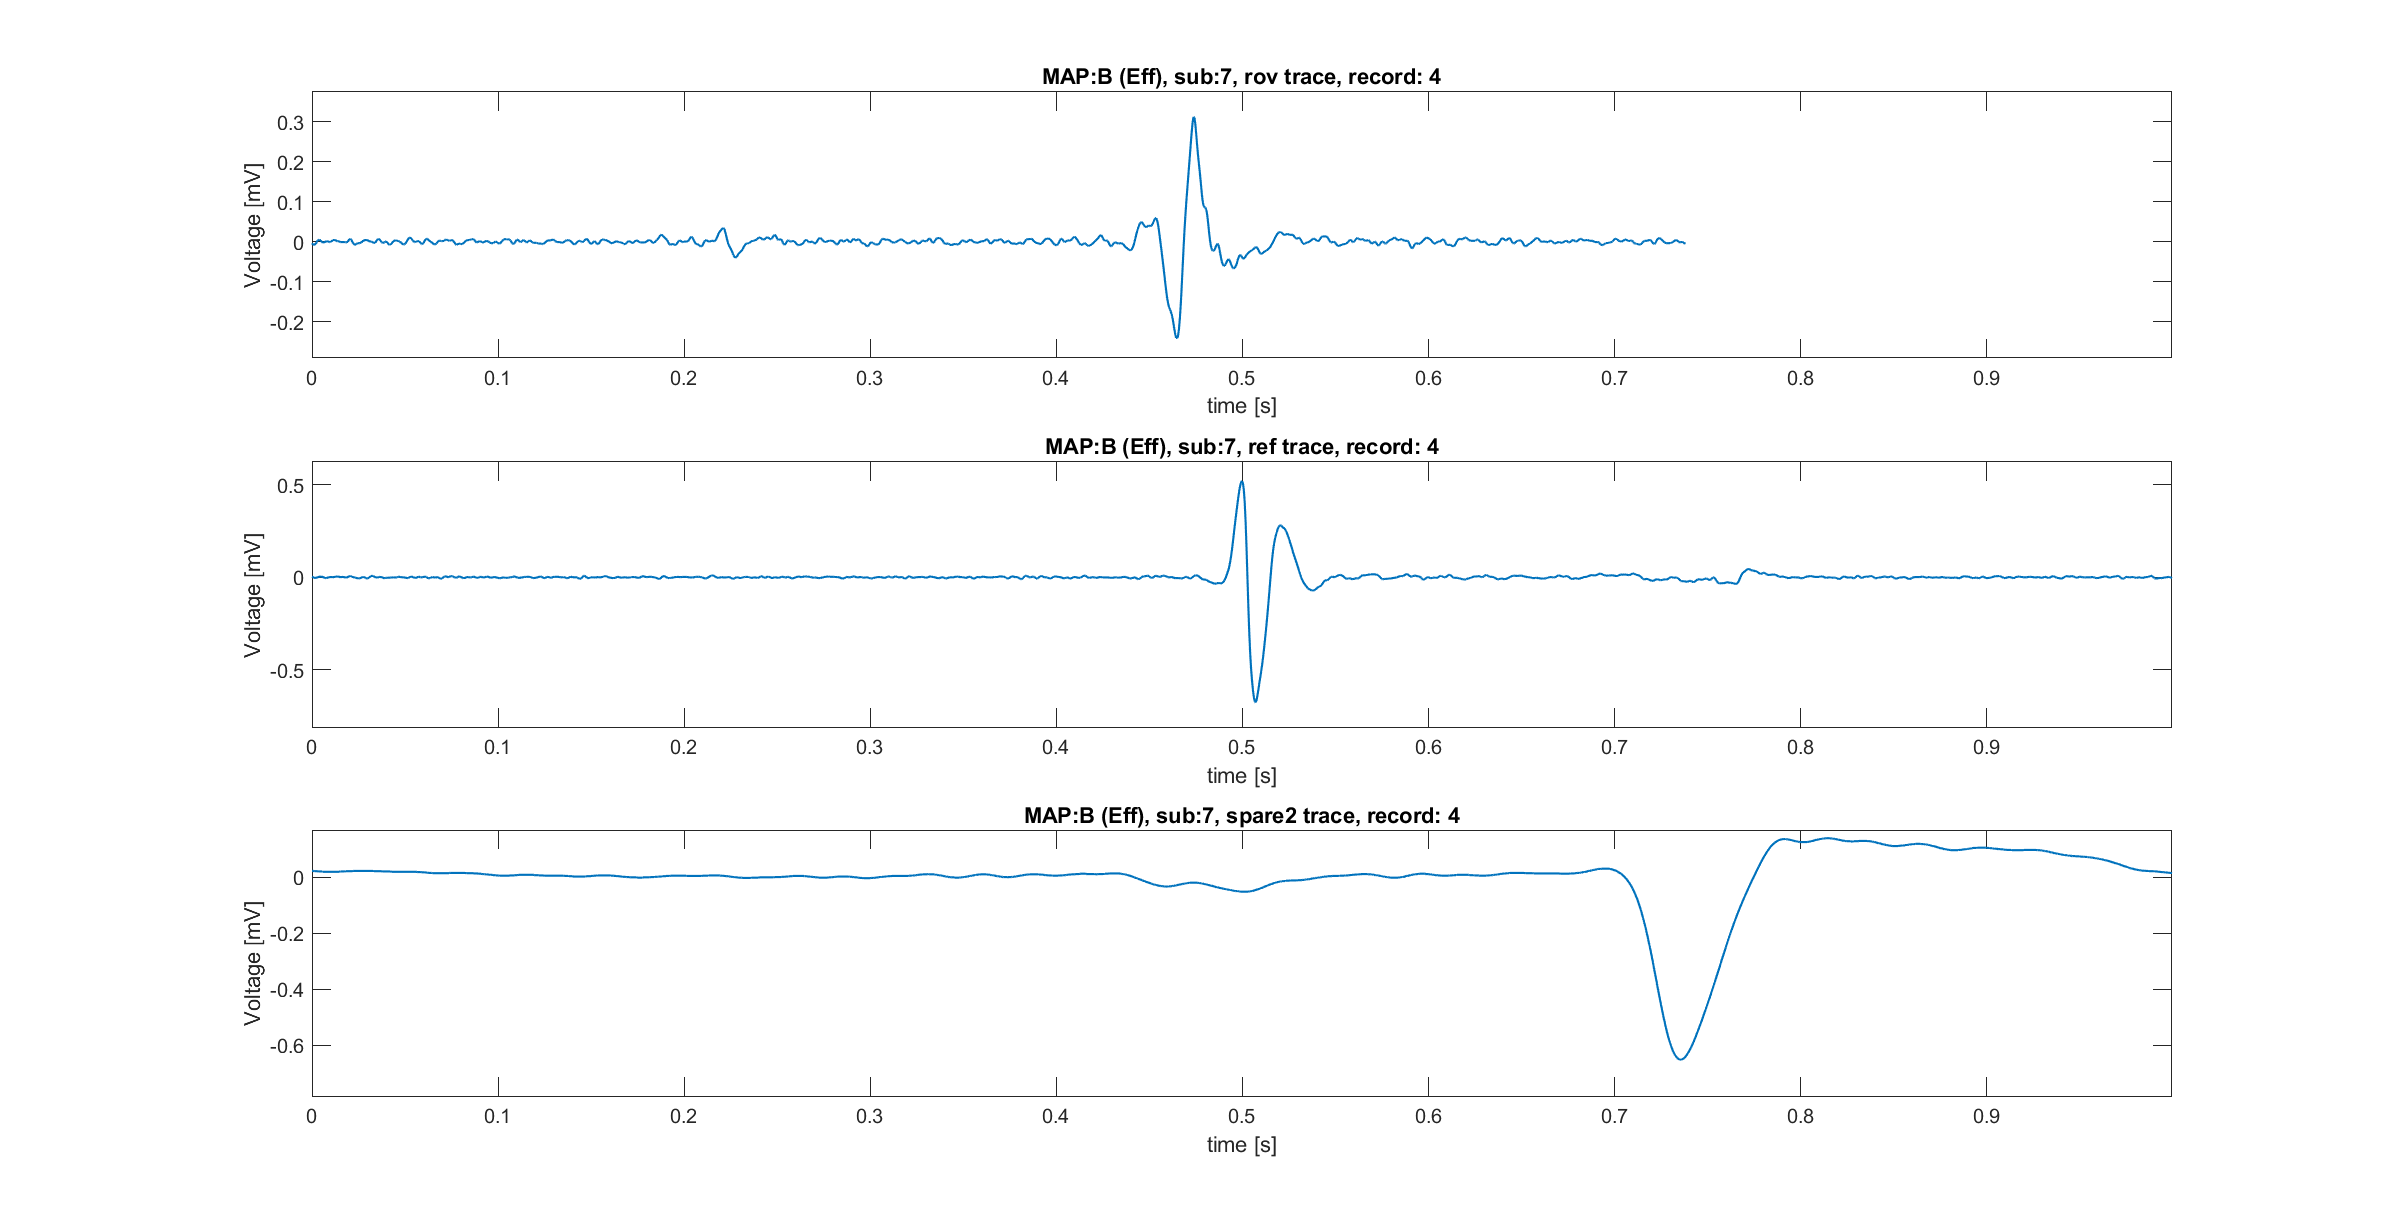 MAP:B (Eff), sub:7, rov trace, record: 4
Voltage [mV]
0.3
0.2
0.1
0
-0.1
-0.2
0 0.1 0.2 0.3 0.4 0.5 0.6 0.7 0.8 0.9
time [s]
MAP:B (Eff), sub:7, ref trace, record: 4
Voltage [mV]
0.5
0
-0.5
0 0.1 0.2 0.3 0.4 0.5 0.6 0.7 0.8 0.9
time [s]
MAP:B (Eff), sub:7, spare2 trace, record: 4
Voltage [mV]
0
-0.2
-0.4
-0.6
0 0.1 0.2 0.3 0.4 0.5 0.6 0.7 0.8 0.9
time [s]